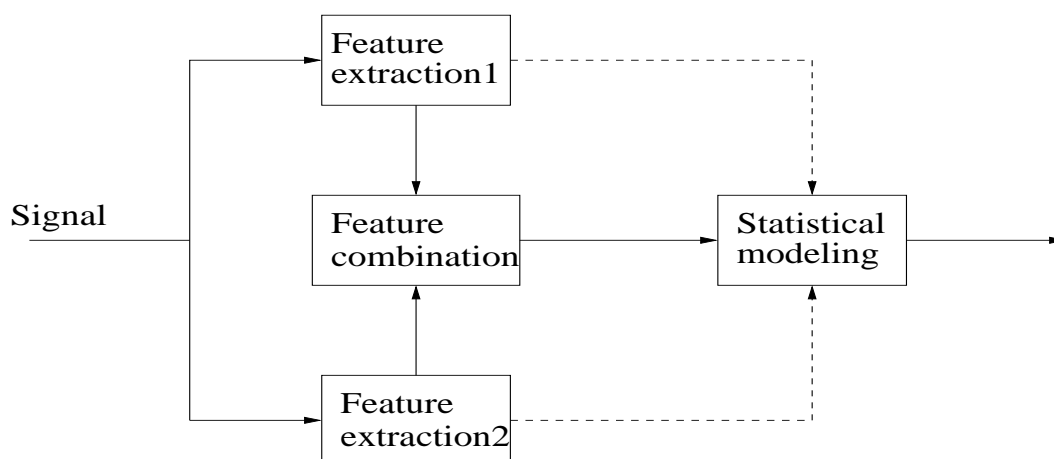 Feature
extraction1
Signal
Feature
combination
Statistical
modeling
Feature
extraction2